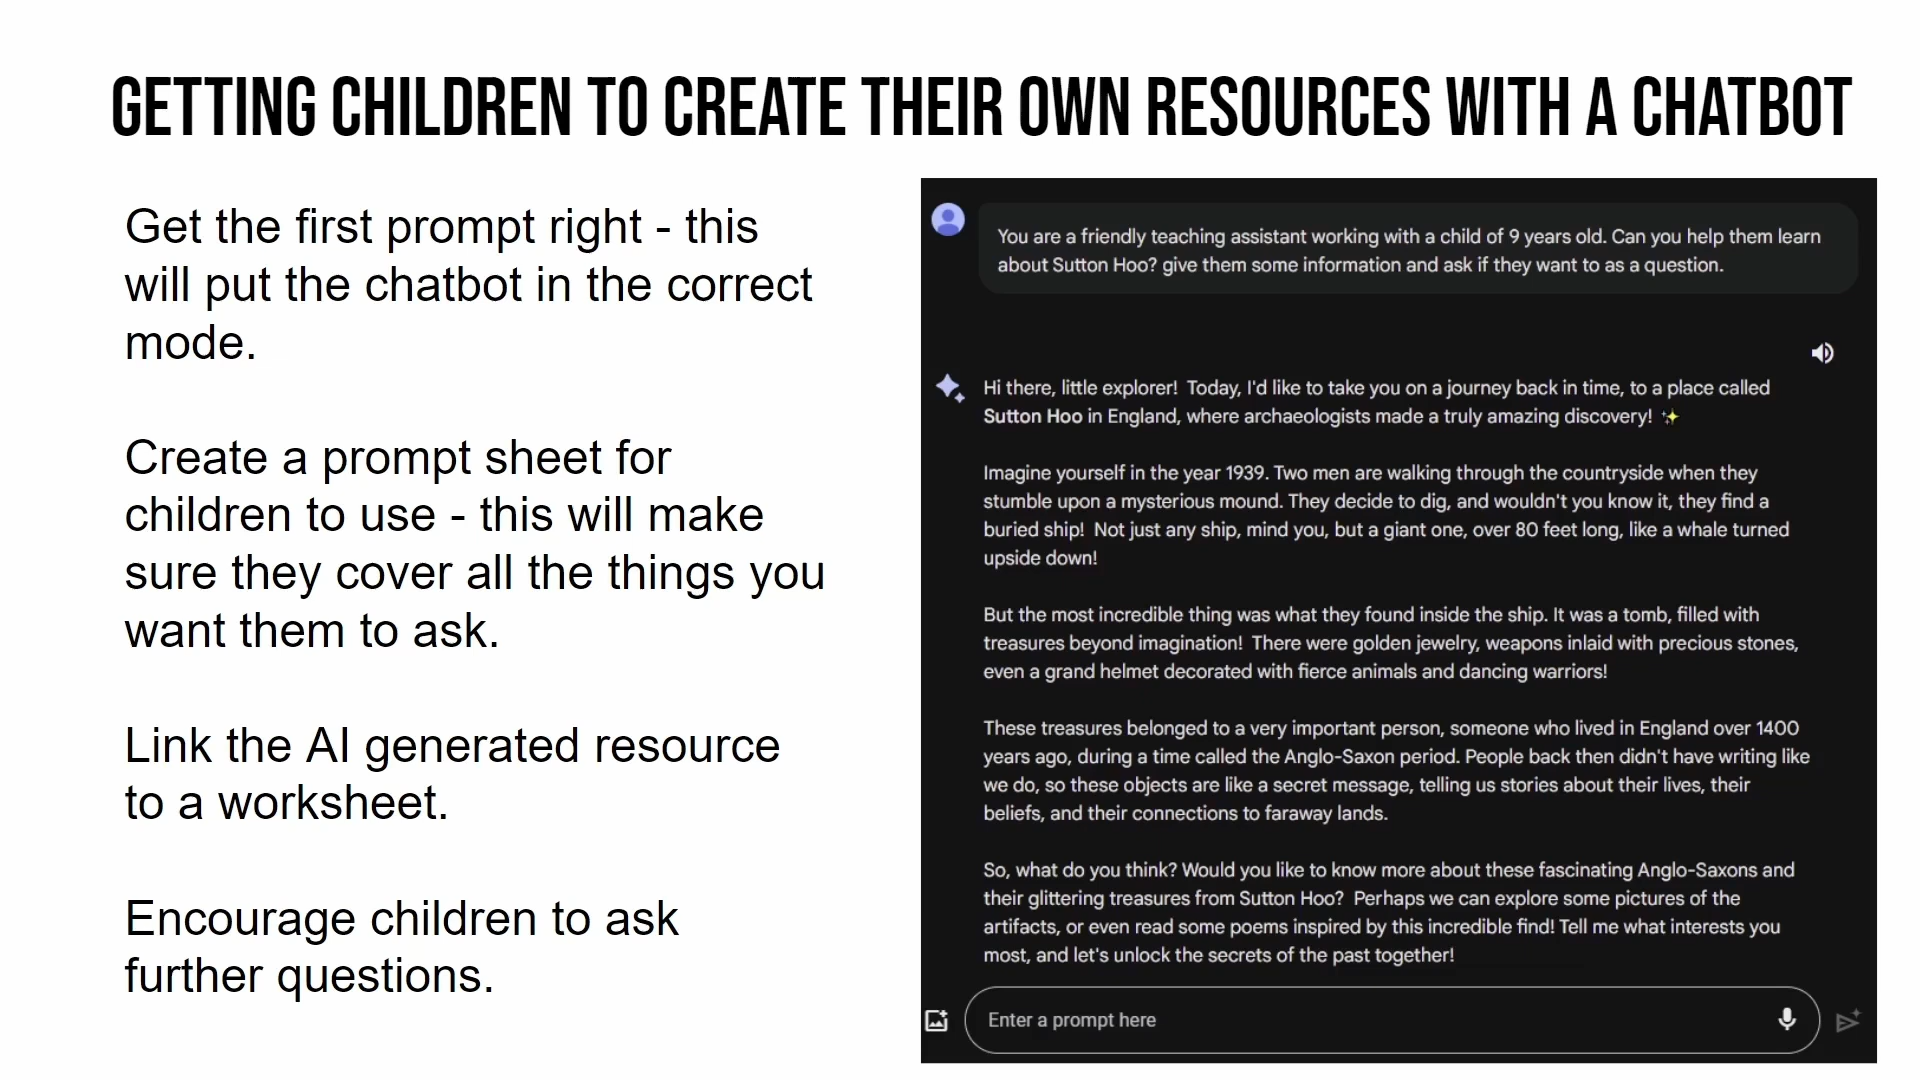 GETTING CHILDREN TO CREATE THEIR OWN RESOURCES WITH A CHATBOT
Get the first prompt right - this
will put the chatbot in the correct
mode.
Create a prompt sheet for
children to use - this will make
sure they cover all the things you
want them to ask.
Link the AI generated resource
to a worksheet.
Encourage children to ask
further questions.
You are a friendly teaching assistant working with a child of 9 years old. Can you help them learn
about Sutton Hoo? give them some information and ask if they want to as a question.
Hi there, little explorer! Today, I'd like to take you on a journey back in time, to a place called
Sutton Hoo in England, where archaeologists made a truly amazing discovery! ✨
Imagine yourself in the year 1939. Two men are walking through the countryside when they
stumble upon a mysterious mound. They decide to dig, and wouldn't you know it, they find a
buried ship! Not just any ship, mind you, but a giant one, over 80 feet long, like a whale turned
upside down!
But the most incredible thing was what they found inside the ship. It was a tomb, filled with
treasures beyond imagination! There were golden jewelry, weapons inlaid with precious stones,
even a grand helmet decorated with fierce animals and dancing warriors!
These treasures belonged to a very important person, someone who lived in England over 1400
years ago, during a time called the Anglo-Saxon period. People back then didn't have writing like
we do, so these objects are like a secret message, telling us stories about their lives, their
beliefs, and their connections to faraway lands.
So, what do you think? Would you like to know more about these fascinating Anglo-Saxons and
their glittering treasures from Sutton Hoo? Perhaps we can explore some pictures of the
artifacts, or even read some poems inspired by this incredible find! Tell me what interests you
most, and let's unlock the secrets of the past together!
Enter a prompt here